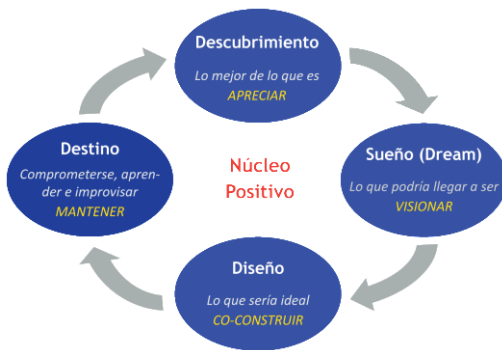 Descubrimiento
Lo mejor de lo que es
APRECIAR
Sueño (Dream)
Lo que podría llegar a ser
VISIONAR
Diseño
Lo que sería ideal
CO-CONSTRUIR
Destino
Comprometerse, apren-
der e improvisar
MANTENER
Núcleo
Positivo